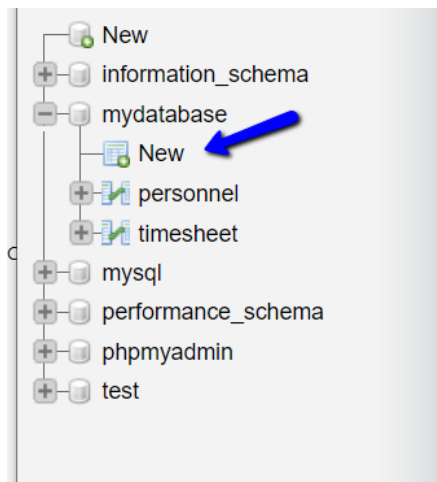 New
information_schema
mydatabase
New
personnel
timesheet
mysql
performance_schema
phpmyadmin
test